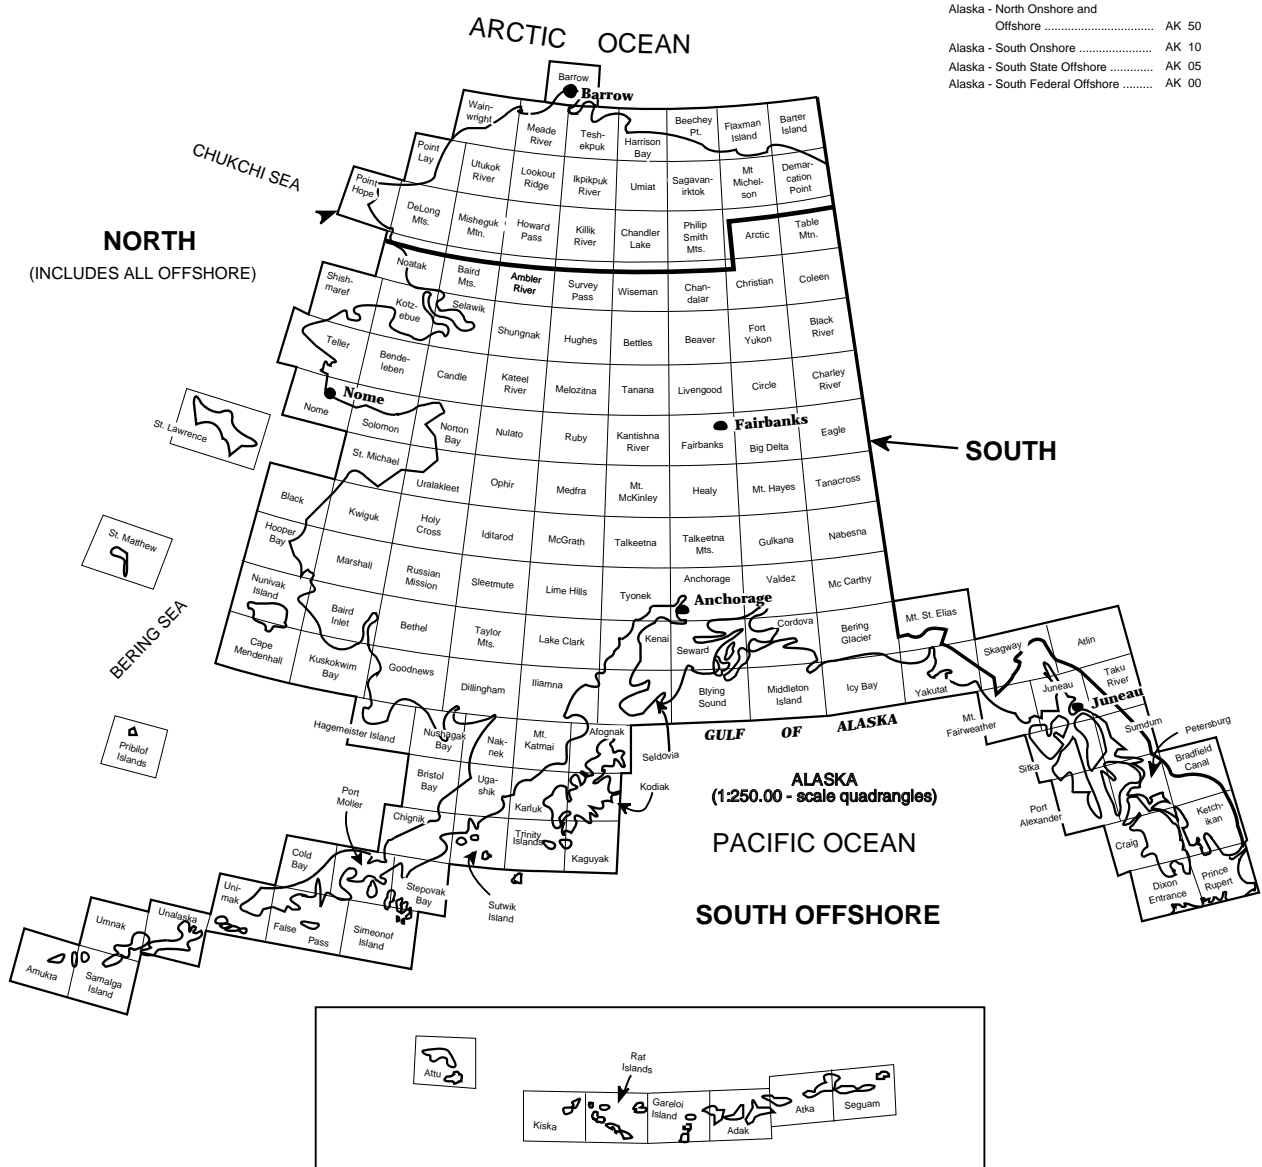 Alaska - North Onshore and
Offshore ................................. AK 50
Alaska - South Onshore ...................... AK 10
Alaska - South State Offshore ............. AK 05
Alaska - South Federal Offshore ......... AK 00
ARCTIC OCEAN
Barrow
Barrow
Wain-
wright
Meade
River
Tesh-
ekpuk
Harrison
Bay
Beechey
Pt.
Flaxman
Island
Barter
Island
CHUKCHI SEA
Point
Lay
Utukok
River
Lookout
Ridge
Ikpikpuk
River
Umiat
Sagavan-
irktok
Mt
Michel-
son
Demar-
cation
Point
Point
Hope
DeLong
Mts.
Misheguk
Mtn.
Howard
Pass
Killik
River
Chandler
Lake
Philip
Smith
Mts.
Arctic
Table
Mtn.
NORTH
(INCLUDES ALL OFFSHORE)
Noatak
Baird
Mts.
Ambler
River
Survey
Pass
Wiseman
Chan-
dalar
Christian
Coleen
Shish-
maref
Kotz-
ebue
Selawik
Shungnak
Hughes
Bettles
Beaver
Fort
Yukon
Black
River
Teller
Bende-
leben
Candle
Kateel
River
Melozitna
Tanana
Livengood
Circle
Charley
River
Nome
Nome
Solomon
Norton
Bay
Nulato
Ruby
Kantishna
River
Fairbanks
Fairbanks
Big Delta
Eagle
St. Lawrence
SOUTH
St. Michael
Uralakleet
Ophir
Medfra
Mt.
McKinley
Healy
Mt. Hayes
Tanacross
Black
Kwiguk
Holy
Cross
Iditarod
McGrath
Talkeetna
Talkeetna
Mts.
Gulkana
Nabesna
St. Matthew
Hooper
Bay
Marshall
Russian
Mission
Sleetmute
Lime Hills
Tyonek
Anchorage
Anchorage
Valdez
Mc Carthy
Nunivak
Island
Baird
Inlet
Bethel
Taylor
Mts.
Lake Clark
Kenai
Seward
Cordova
Bering
Glacier
Mt. St. Elias
BERING SEA
Cape
Mendenhall
Kuskokwim
Bay
Goodnews
Dillingham
Iliamna
Seldovia
Blying
Sound
Middleton
Island
Icy Bay
Yakutat
Skagway
Atlin
Juneau
Taku
River
Juneau
Mt.
Fairweather
Sumdum
Petersburg
Sitka
Bradfield
Canal
Port
Alexander
Craig
Ketch-
ikan
Dixon
Entrance
Prince
Rupert
GULF OF ALASKA
Pribilof
Islands
Hagemeister Island
Nushagak
Bay
Nak-
nek
Mt.
Katmai
Afognak
Bristol
Bay
Uga-
shik
Karluk
Kodiak
Port
Moller
Chignik
Trinity
Islands
Kaguyak
ALASKA
(1:250.00 - scale quadrangles)
PACIFIC OCEAN
SOUTH OFFSHORE
Cold
Bay
Stepovak
Bay
Sutwik
Island
Uni-
mak
False
Pass
Simeonof
Island
Umnak
Unalaska
Amukta
Samalga
Island
Attu
Rat
Islands
Kiska
Gareloi
Island
Adak
Atka
Seguam